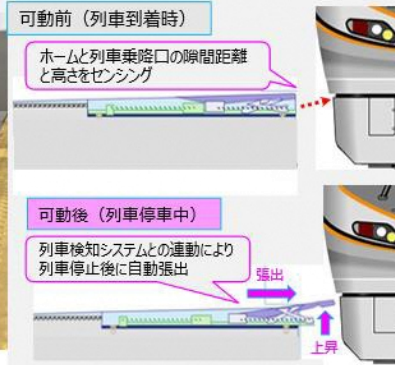 可動前（列車到着時）
ホームと列車乗降口の隙間距離
と高さをセンシング
可動後（列車停車中）
列車検知システムとの連動により
列車停止後に自動張出
張出
上昇